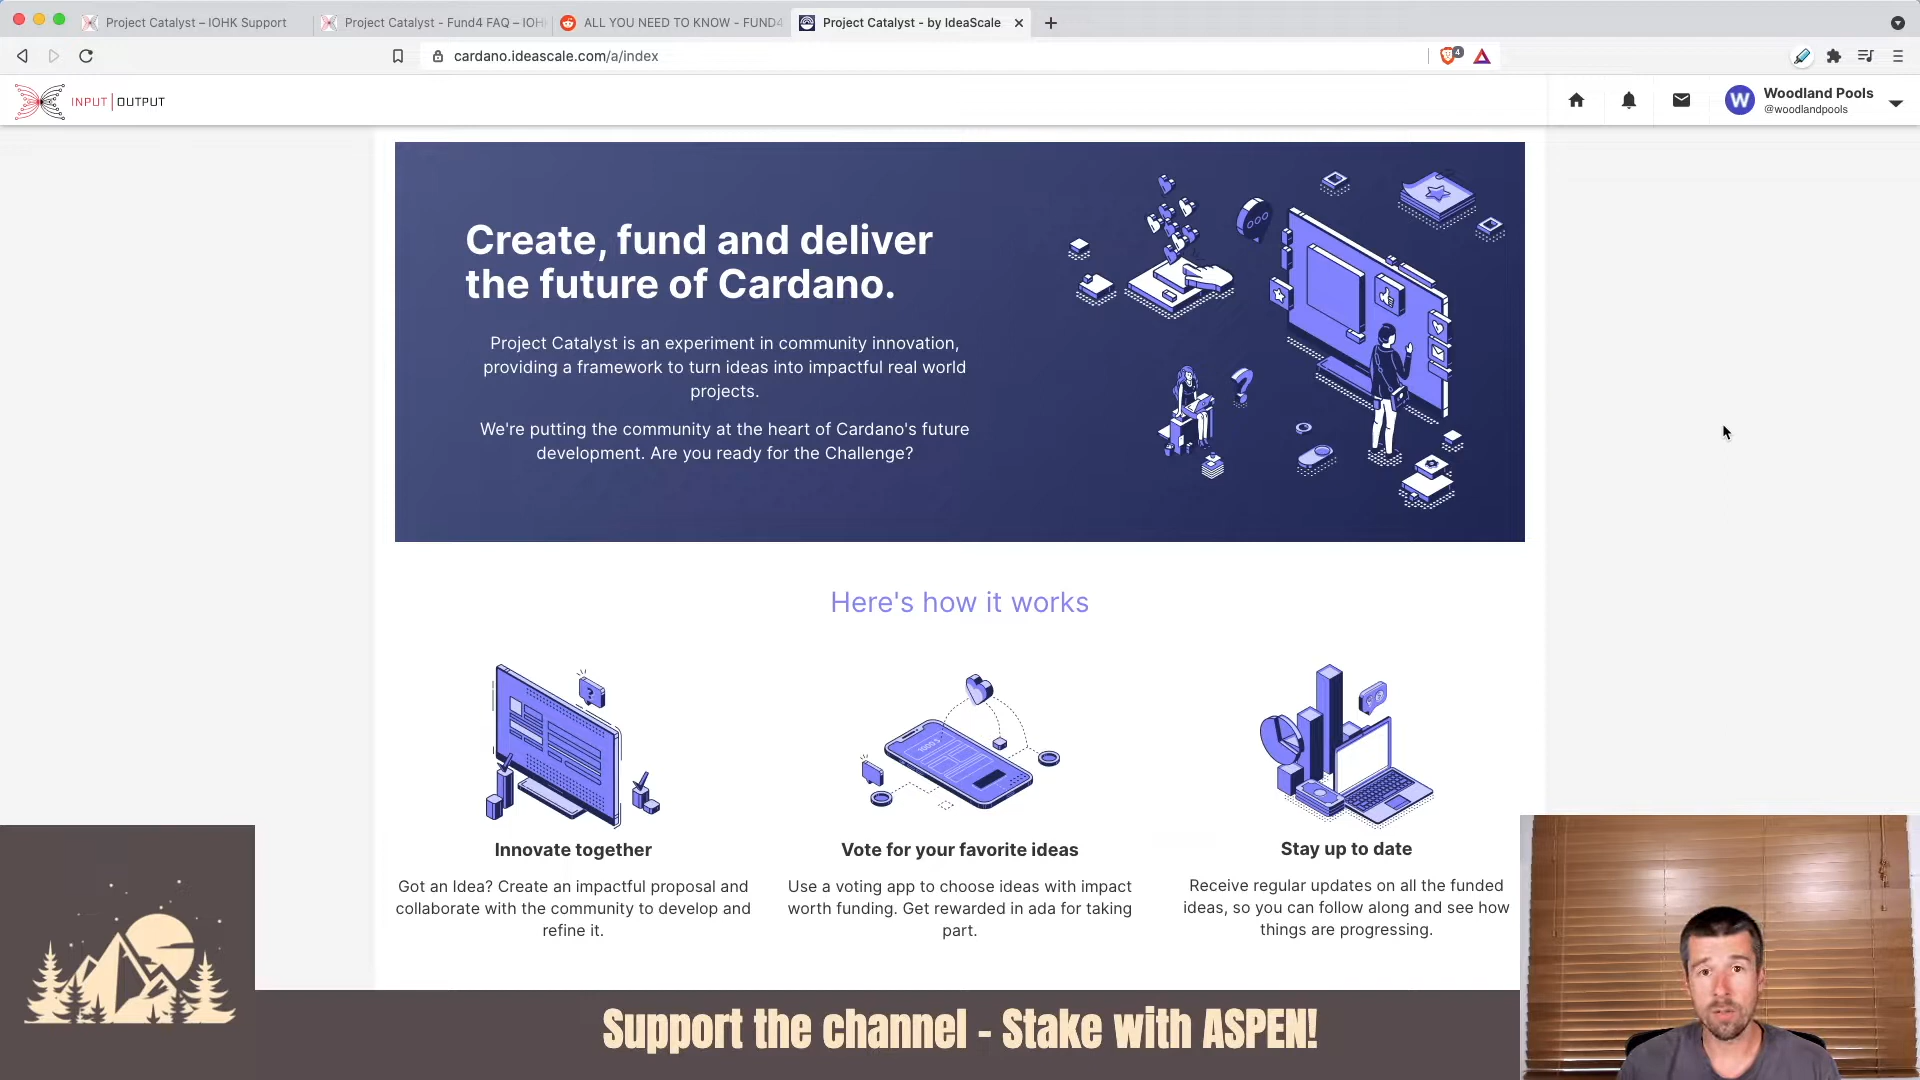 Project Catalyst – IOHK Support
Project Catalyst - Fund4 FAQ – IOH
ALL YOU NEED TO KNOW - FUND4
Project Catalyst - by IdeaScale
cardano.ideascale.com/a/index
4
INPUT | OUTPUT
W
Woodland Pools
@woodlandpools
Create, fund and deliver
the future of Cardano.
Project Catalyst is an experiment in community innovation,
providing a framework to turn ideas into impactful real world
projects.
We're putting the community at the heart of Cardano's future
development. Are you ready for the Challenge?
Here's how it works
Innovate together
Got an Idea? Create an impactful proposal and
collaborate with the community to develop and
refine it.
Vote for your favorite ideas
Use a voting app to choose ideas with impact
worth funding. Get rewarded in ada for taking
part.
Stay up to date
Receive regular updates on all the funded
ideas, so you can follow along and see how
things are progressing.
Support the channel - Stake with ASPEN!